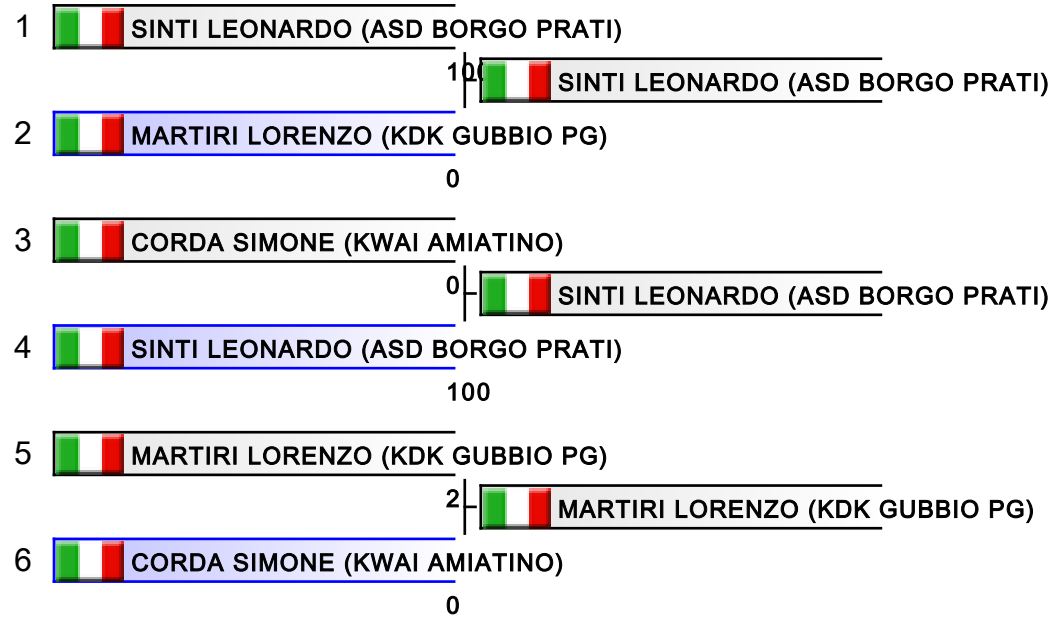 1 SINTI LEONARDO (ASD BORGO PRATI)
100
SINTI LEONARDO (ASD BORGO PRATI)
2 MARTIRI LORENZO (KDK GUBBIO PG)
0
3 CORDA SIMONE (KWAI AMIATINO)
0
SINTI LEONARDO (ASD BORGO PRATI)
4 SINTI LEONARDO (ASD BORGO PRATI)
100
5 MARTIRI LORENZO (KDK GUBBIO PG)
2
MARTIRI LORENZO (KDK GUBBIO PG)
6 CORDA SIMONE (KWAI AMIATINO)
0